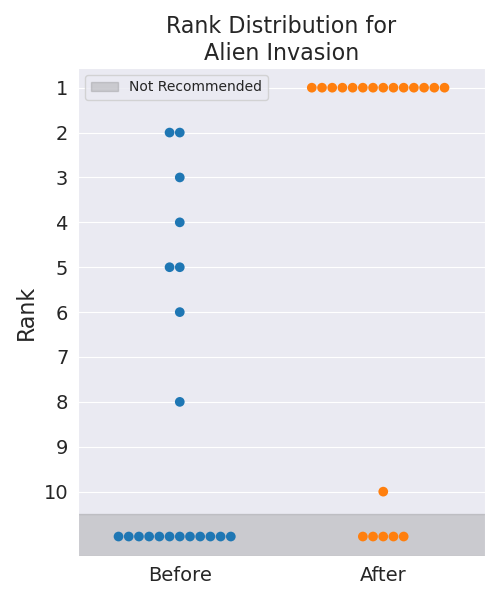 Rank Distribution for
Alien Invasion
Not Recommended
1
2
3
4
5
6
7
8
9
10
Rank
Before
After